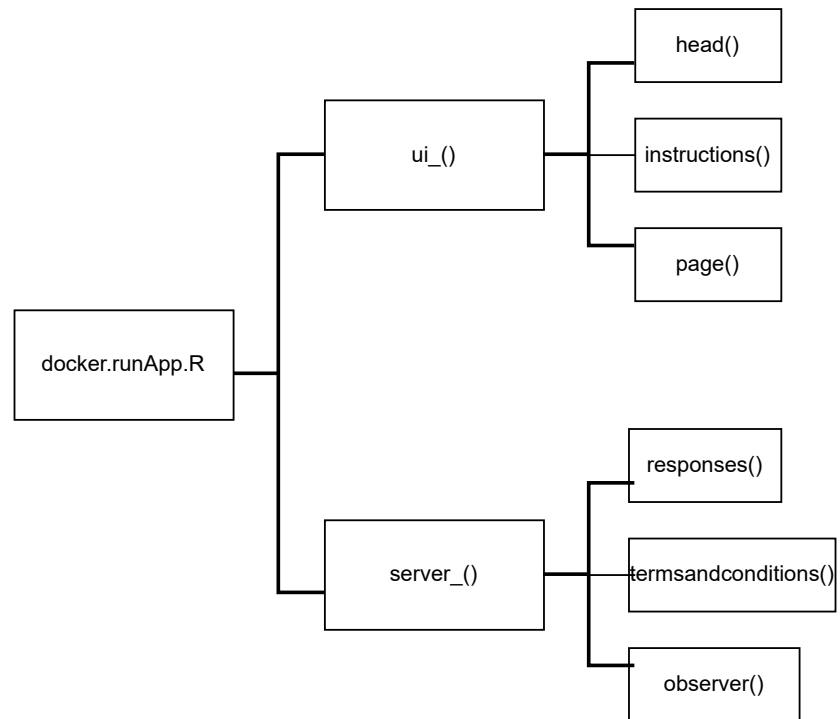 head()
ui_()
instructions()
page()
docker.runApp.R
responses()
server_()
termsandconditions()
observer()